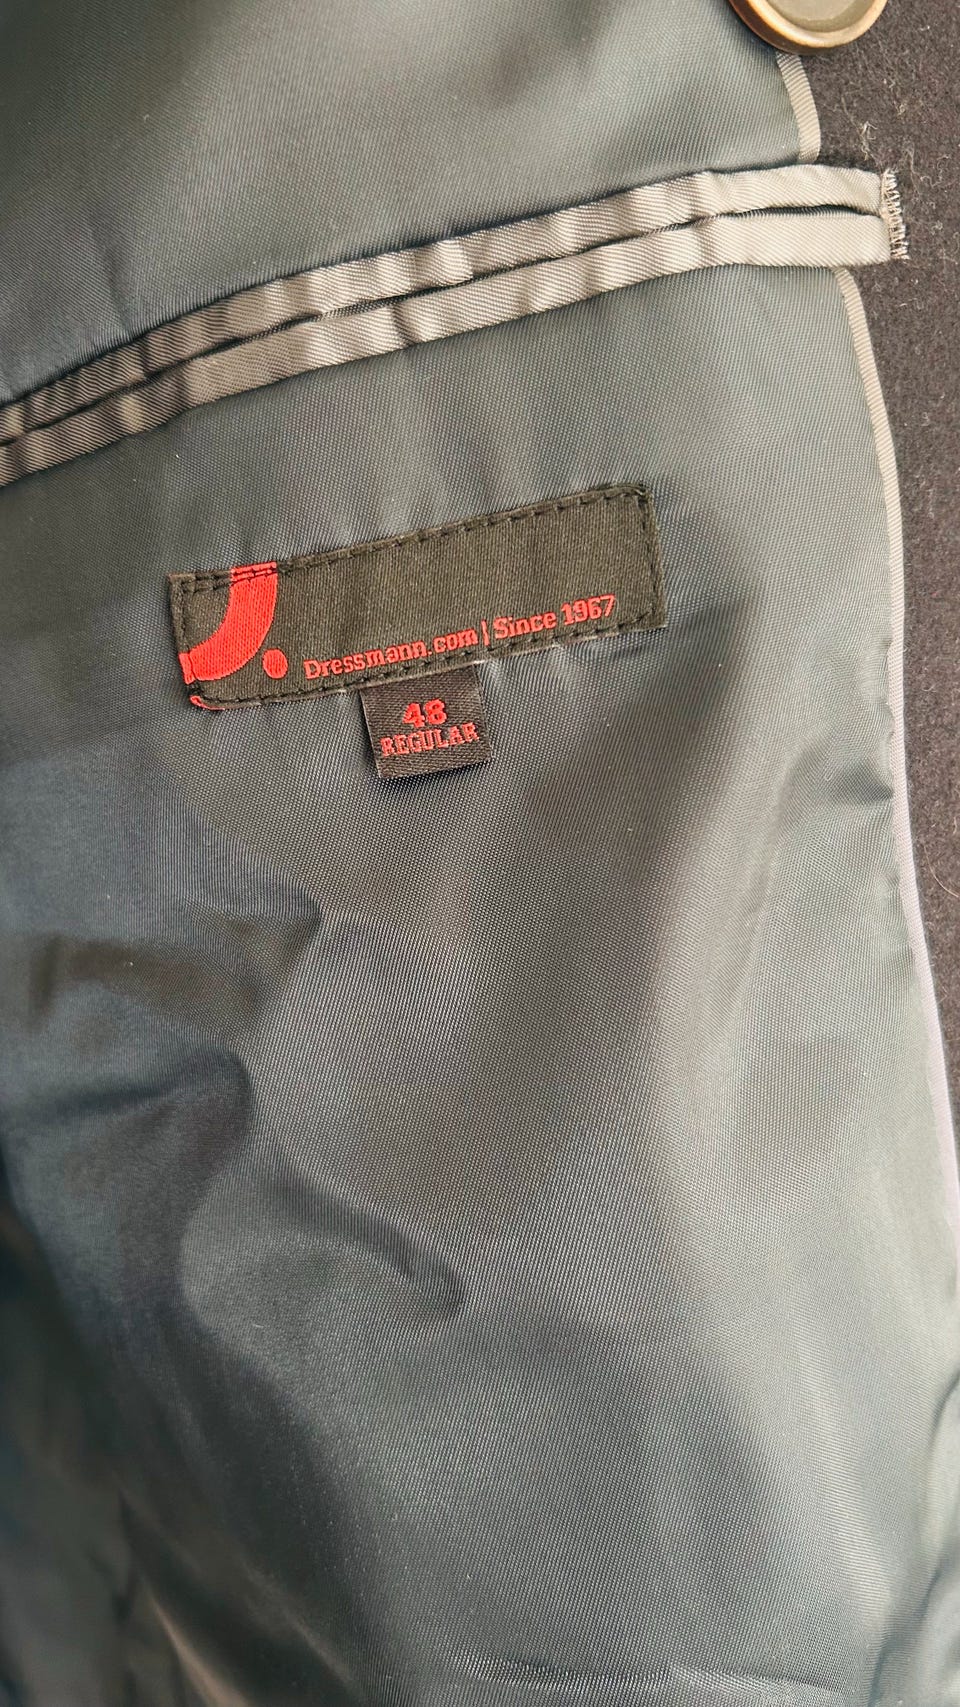 Dressmann.com | Since 1967
48
REGULAR